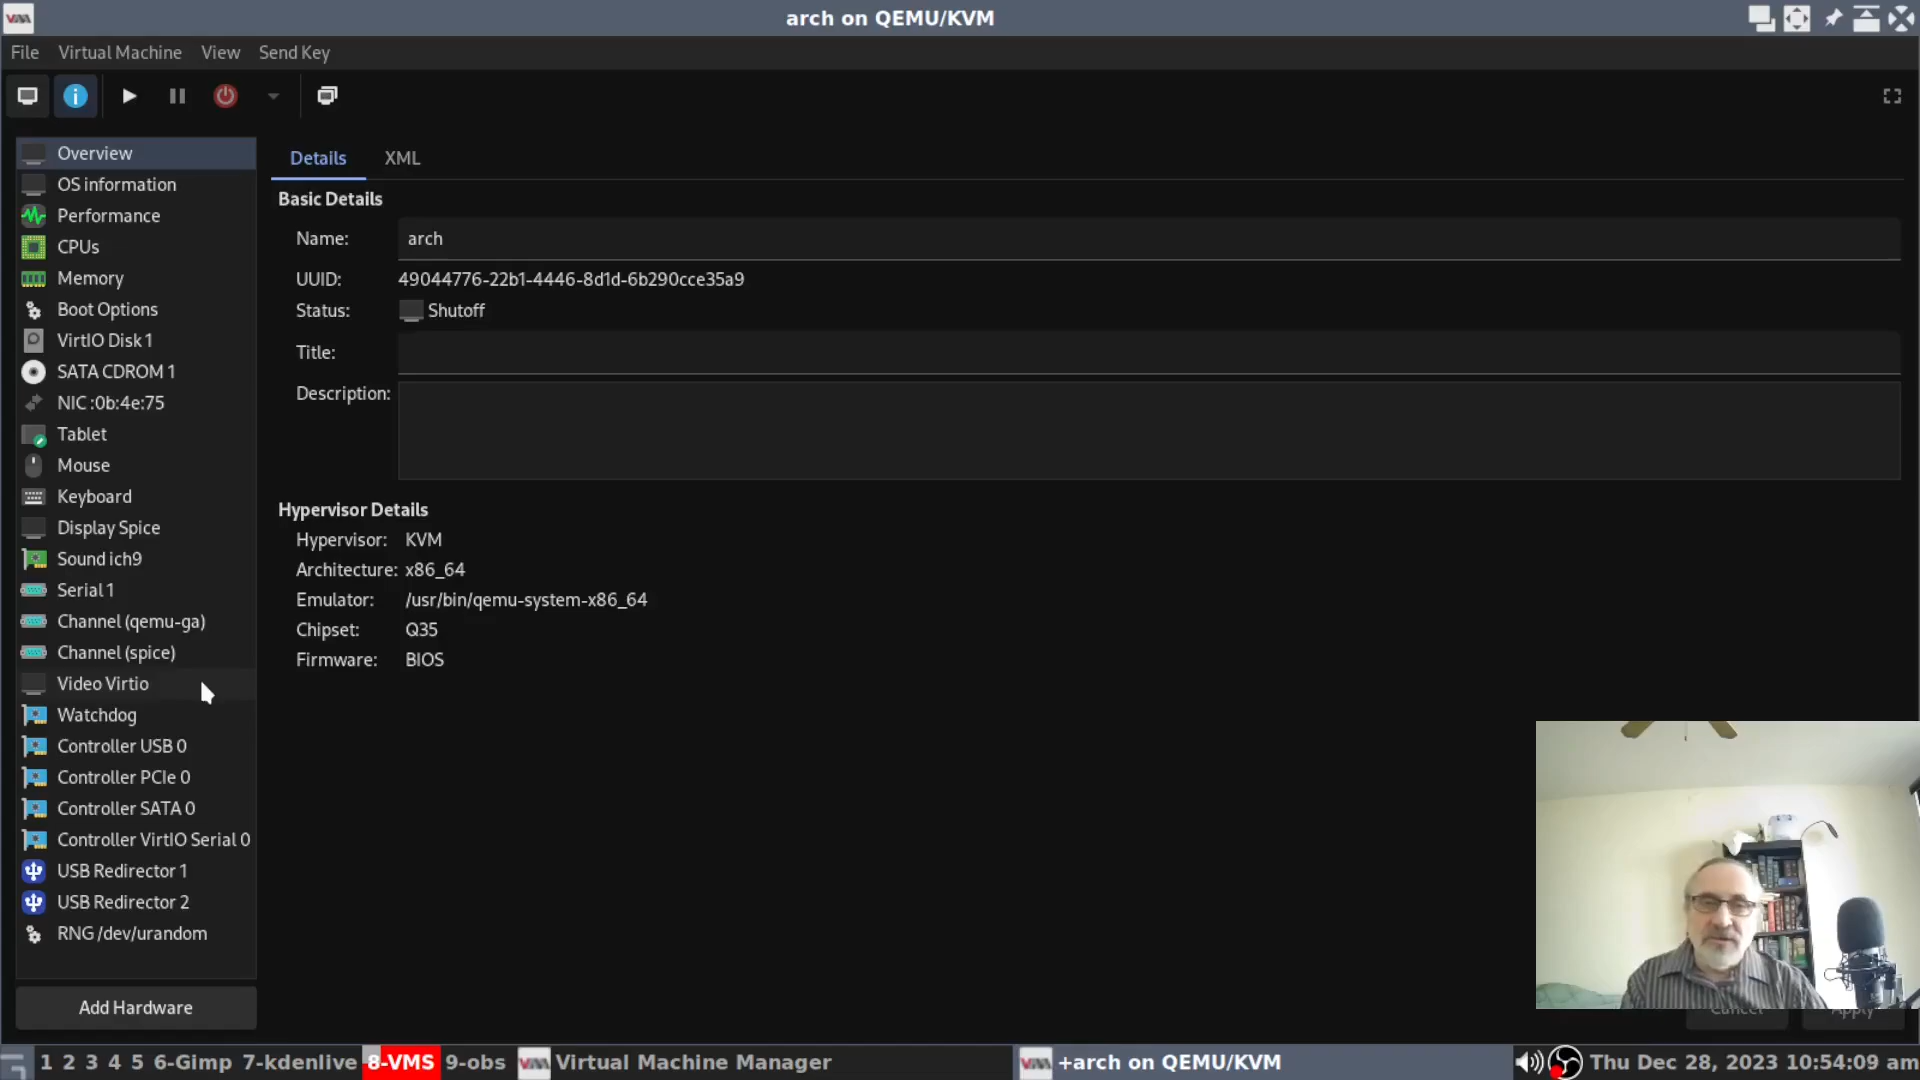 arch on QEMU/KVM
File Virtual Machine View Send Key
Overview
OS information
Performance
CPUs
Memory
Boot Options
VirtIO Disk 1
SATA CDROM 1
NIC :0b:4e:75
Tablet
Mouse
Keyboard
Display Spice
Sound ich9
Serial 1
Channel (qemu-ga)
Channel (spice)
Video Virtio
Watchdog
Controller USB 0
Controller PCIe 0
Controller SATA 0
Controller VirtIO Serial 0
USB Redirector 1
USB Redirector 2
RNG /dev/urandom
Add Hardware
Details XML
Basic Details
Name: arch
UUID: 49044776-22b1-4446-8d1d-6b290cce35a9
Status: Shutoff
Title:
Description:
Hypervisor Details
Hypervisor: KVM
Architecture: x86_64
Emulator: /usr/bin/qemu-system-x86_64
Chipset: Q35
Firmware: BIOS
Cancel Apply
1 2 3 4 5 6-Gimp 7-kdenlive 8-VMS 9-obs Virtual Machine Manager +arch on QEMU/KVM Thu Dec 28, 2023 10:54:09 am